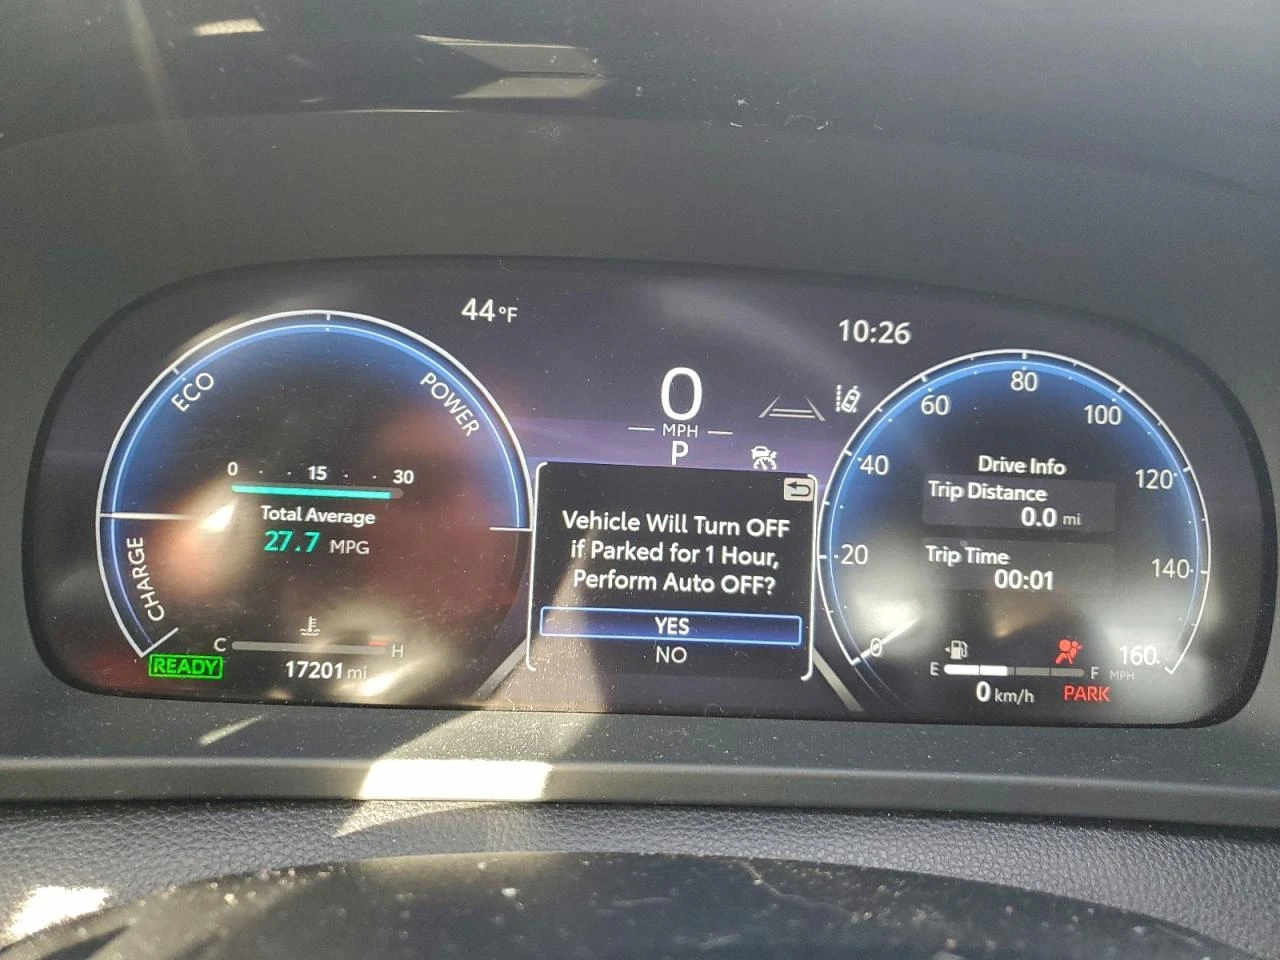 44°F
10:26
ECO
POWER
CHARGE
0 15 30
Total Average
27.7 MPG
C H
READY
17201 mi
0
MPH
P
Vehicle Will Turn OFF
if Parked for 1 Hour,
Perform Auto OFF?
YES
NO
0 20 40 60 80 100 120 140 160
MPH
Drive Info
Trip Distance
0.0 mi
Trip Time
00:01
E F
0 km/h
PARK